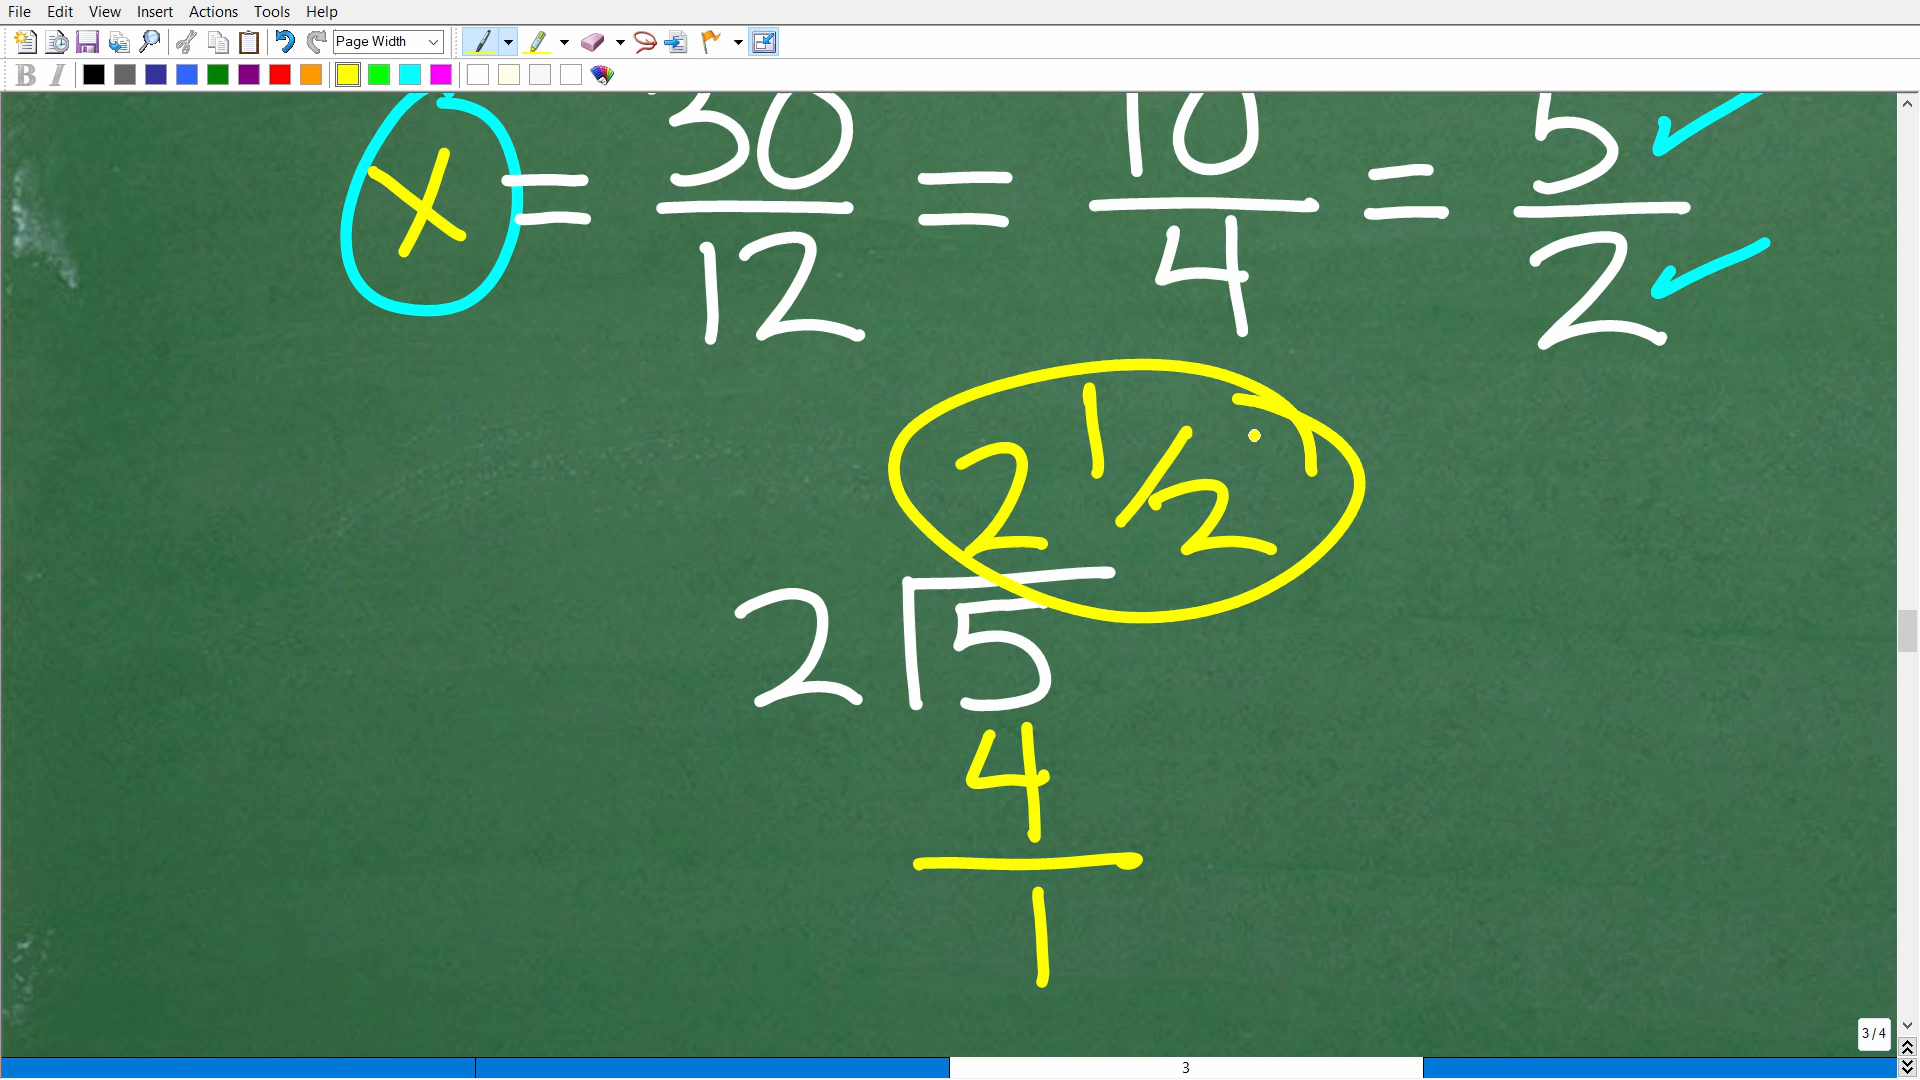 File Edit View Insert Actions Tools Help
Page Width
B I
x = 30/12 = 10/4 = 5/2
2 1/2
2 5
4
1
3 / 4
3